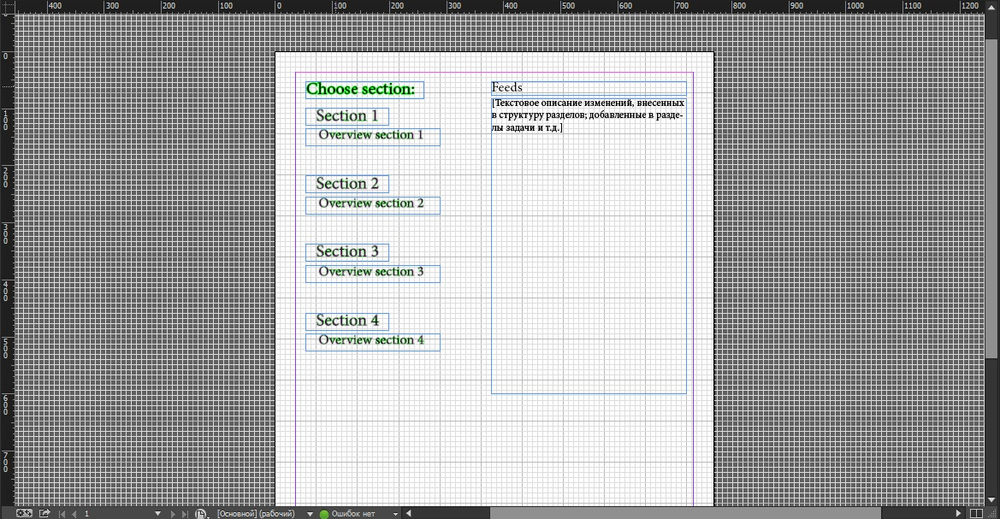 400 300 200 100 0 100 200 300 400 500 600 700 800 900 1000 1100 1200
0
100
200
300
400
500
600
700
Choose section:
Section 1
Overview section 1
Section 2
Overview section 2
Section 3
Overview section 3
Section 4
Overview section 4
Feeds
[Текстовое описание изменений, внесенных
в структуру разделов; добавленные в разде-
лы задачи и т.д.]
1 [Основной] (рабочий) Ошибок нет